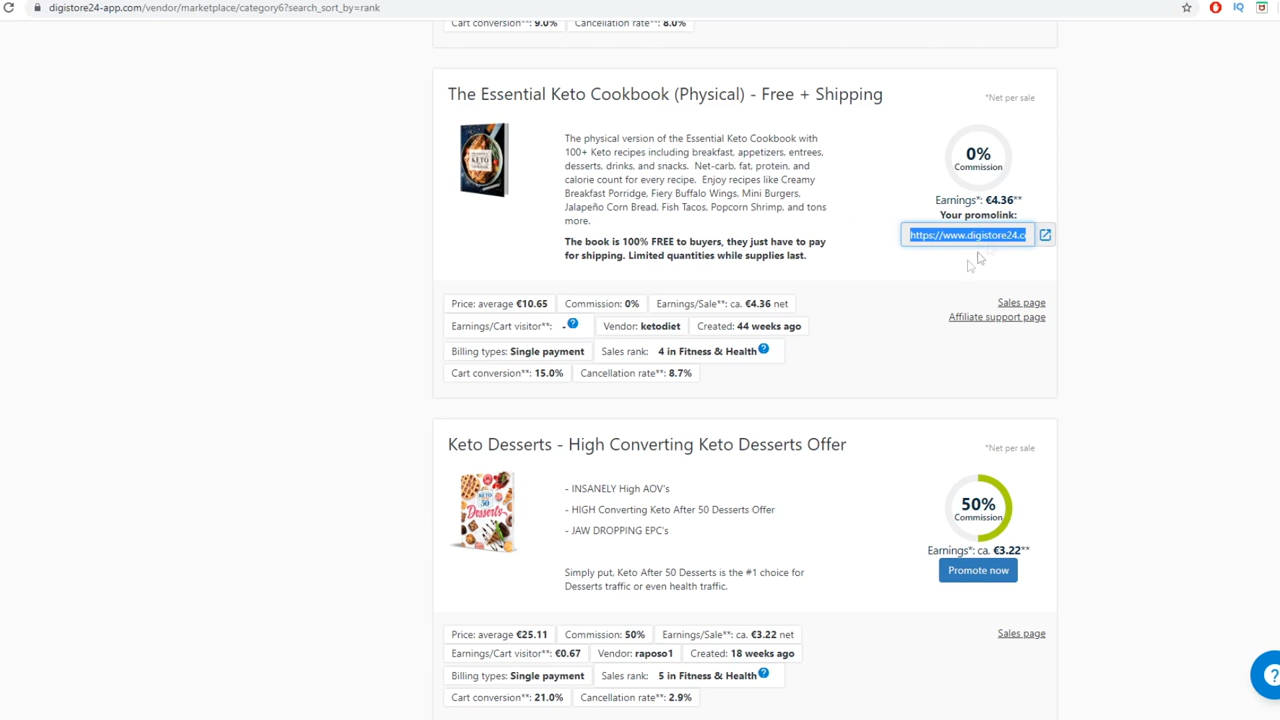 digistore24-app.com/vendor/marketplace/category6?search_sort_by=rank
IQ
Cart conversion**: 9.0% Cancellation rate**: 8.0%
The Essential Keto Cookbook (Physical) - Free + Shipping
*Net per sale
The physical version of the Essential Keto Cookbook with
100+ Keto recipes including breakfast, appetizers, entrees,
desserts, drinks, and snacks. Net-carb, fat, protein, and
calorie count for every recipe. Enjoy recipes like Creamy
Breakfast Porridge, Fiery Buffalo Wings, Mini Burgers,
Jalapeño Corn Bread, Fish Tacos, Popcorn Shrimp, and tons
more.
The book is 100% FREE to buyers, they just have to pay
for shipping. Limited quantities while supplies last.
KETO
0%
Commission
Earnings*: €4.36**
Your promolink:
https://www.digistore24.c
Price: average €10.65 Commission: 0% Earnings/Sale**: ca. €4.36 net
Earnings/Cart visitor**: - ? Vendor: ketodiet Created: 44 weeks ago
Billing types: Single payment Sales rank: 4 in Fitness & Health ?
Cart conversion**: 15.0% Cancellation rate**: 8.7%
Sales page
Affiliate support page
Keto Desserts - High Converting Keto Desserts Offer
*Net per sale
KETO
50
Desserts
- INSANELY High AOV's
- HIGH Converting Keto After 50 Desserts Offer
- JAW DROPPING EPC's
Simply put, Keto After 50 Desserts is the #1 choice for
Desserts traffic or even health traffic.
50%
Commission
Earnings*: ca. €3.22**
Promote now
Price: average €25.11 Commission: 50% Earnings/Sale**: ca. €3.22 net
Earnings/Cart visitor**: €0.67 Vendor: raposo1 Created: 18 weeks ago
Billing types: Single payment Sales rank: 5 in Fitness & Health ?
Cart conversion**: 21.0% Cancellation rate**: 2.9%
Sales page
?